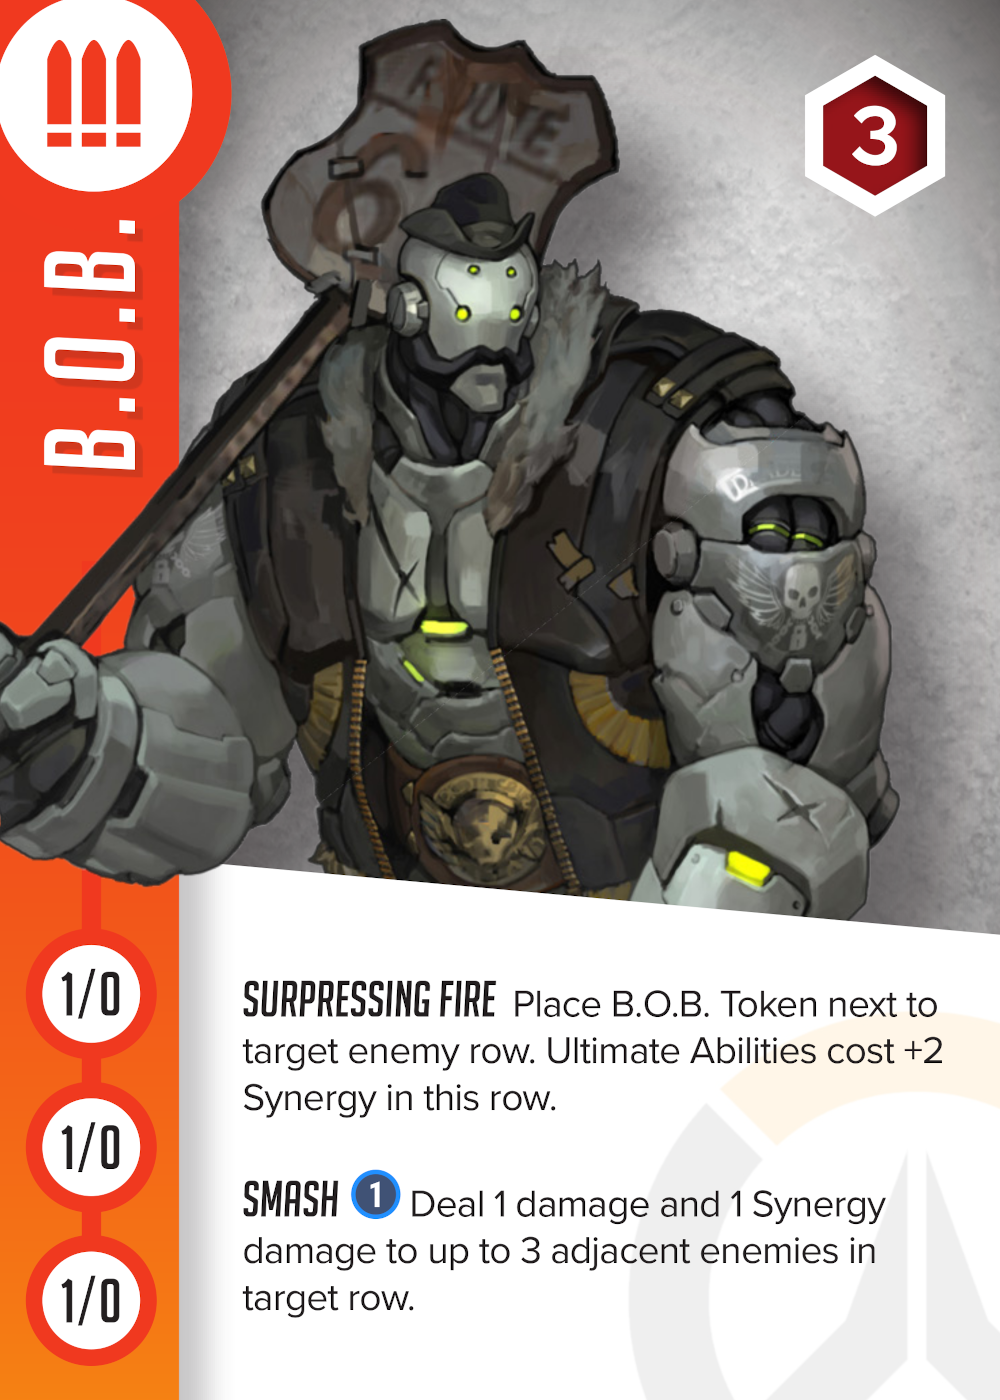 B.O.B.
3
ROUTE
6
1/0
1/0
1/0
SURPRESSING FIRE Place B.O.B. Token next to
target enemy row. Ultimate Abilities cost +2
Synergy in this row.
SMASH 1 Deal 1 damage and 1 Synergy
damage to up to 3 adjacent enemies in
target row.